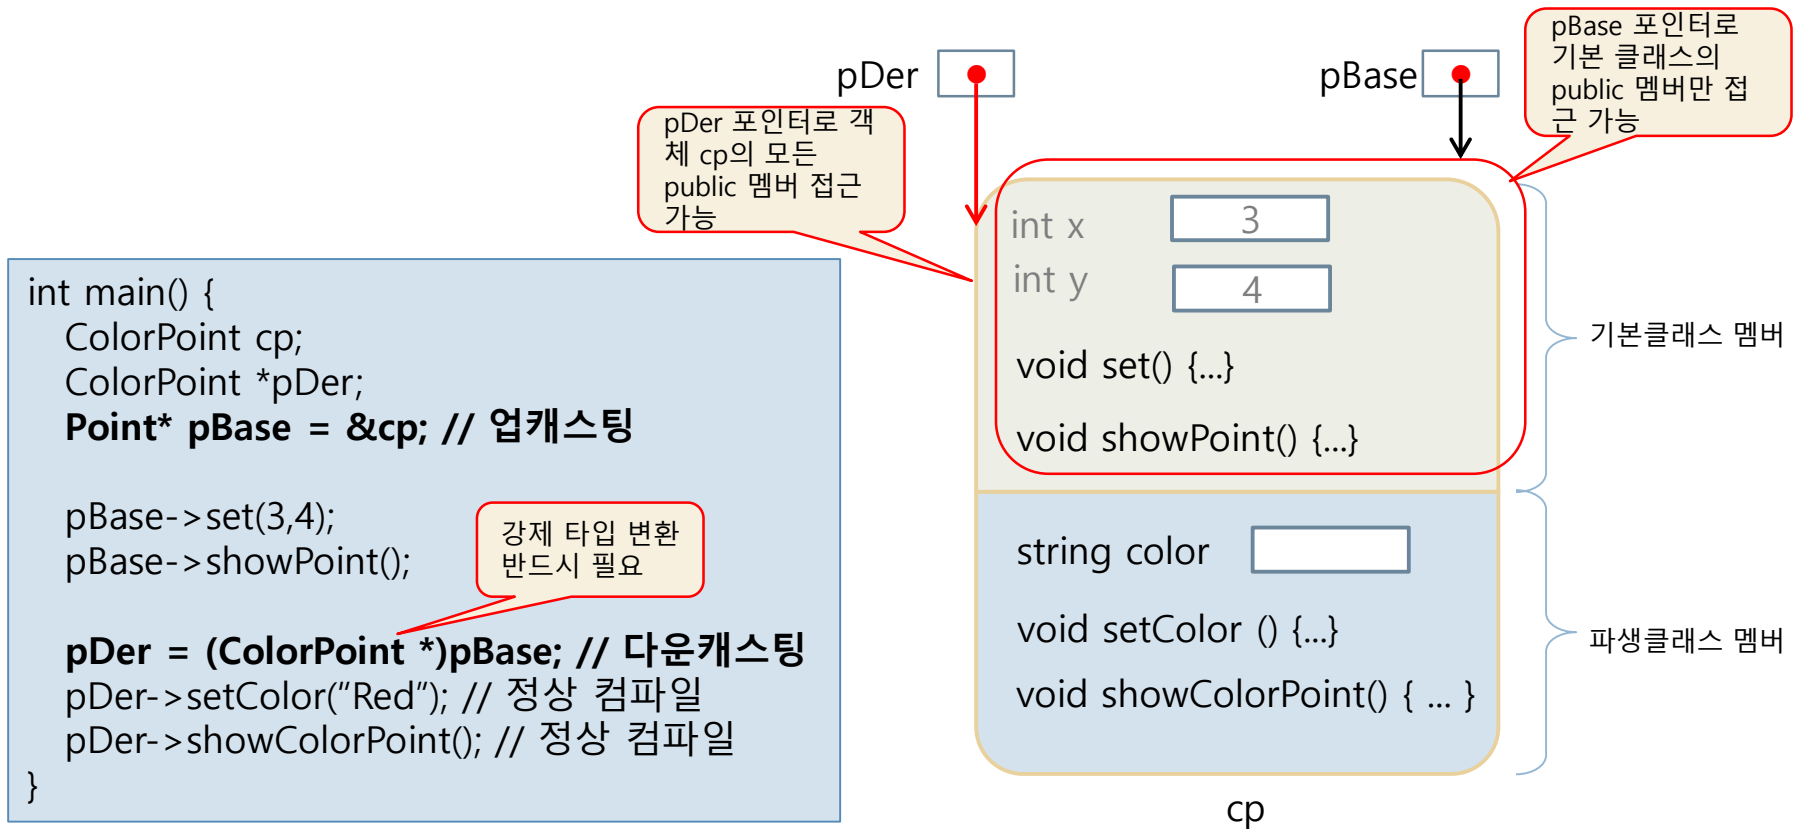 pDer
pBase
pBase 포인터로
기본 클래스의
public 멤버만 접
근 가능
pDer 포인터로 객
체 cp의 모든
public 멤버 접근
가능
int main() {
ColorPoint cp;
ColorPoint *pDer;
Point* pBase = &cp; // 업캐스팅
pBase->set(3,4);
pBase->showPoint();
강제 타입 변환
반드시 필요
pDer = (ColorPoint *)pBase; // 다운캐스팅
pDer->setColor("Red"); // 정상 컴파일
pDer->showColorPoint(); // 정상 컴파일
}
int x 3
int y 4
void set() {...}
void showPoint() {...}
기본클래스 멤버
string color
void setColor () {...}
void showColorPoint() { ... }
파생클래스 멤버
cp